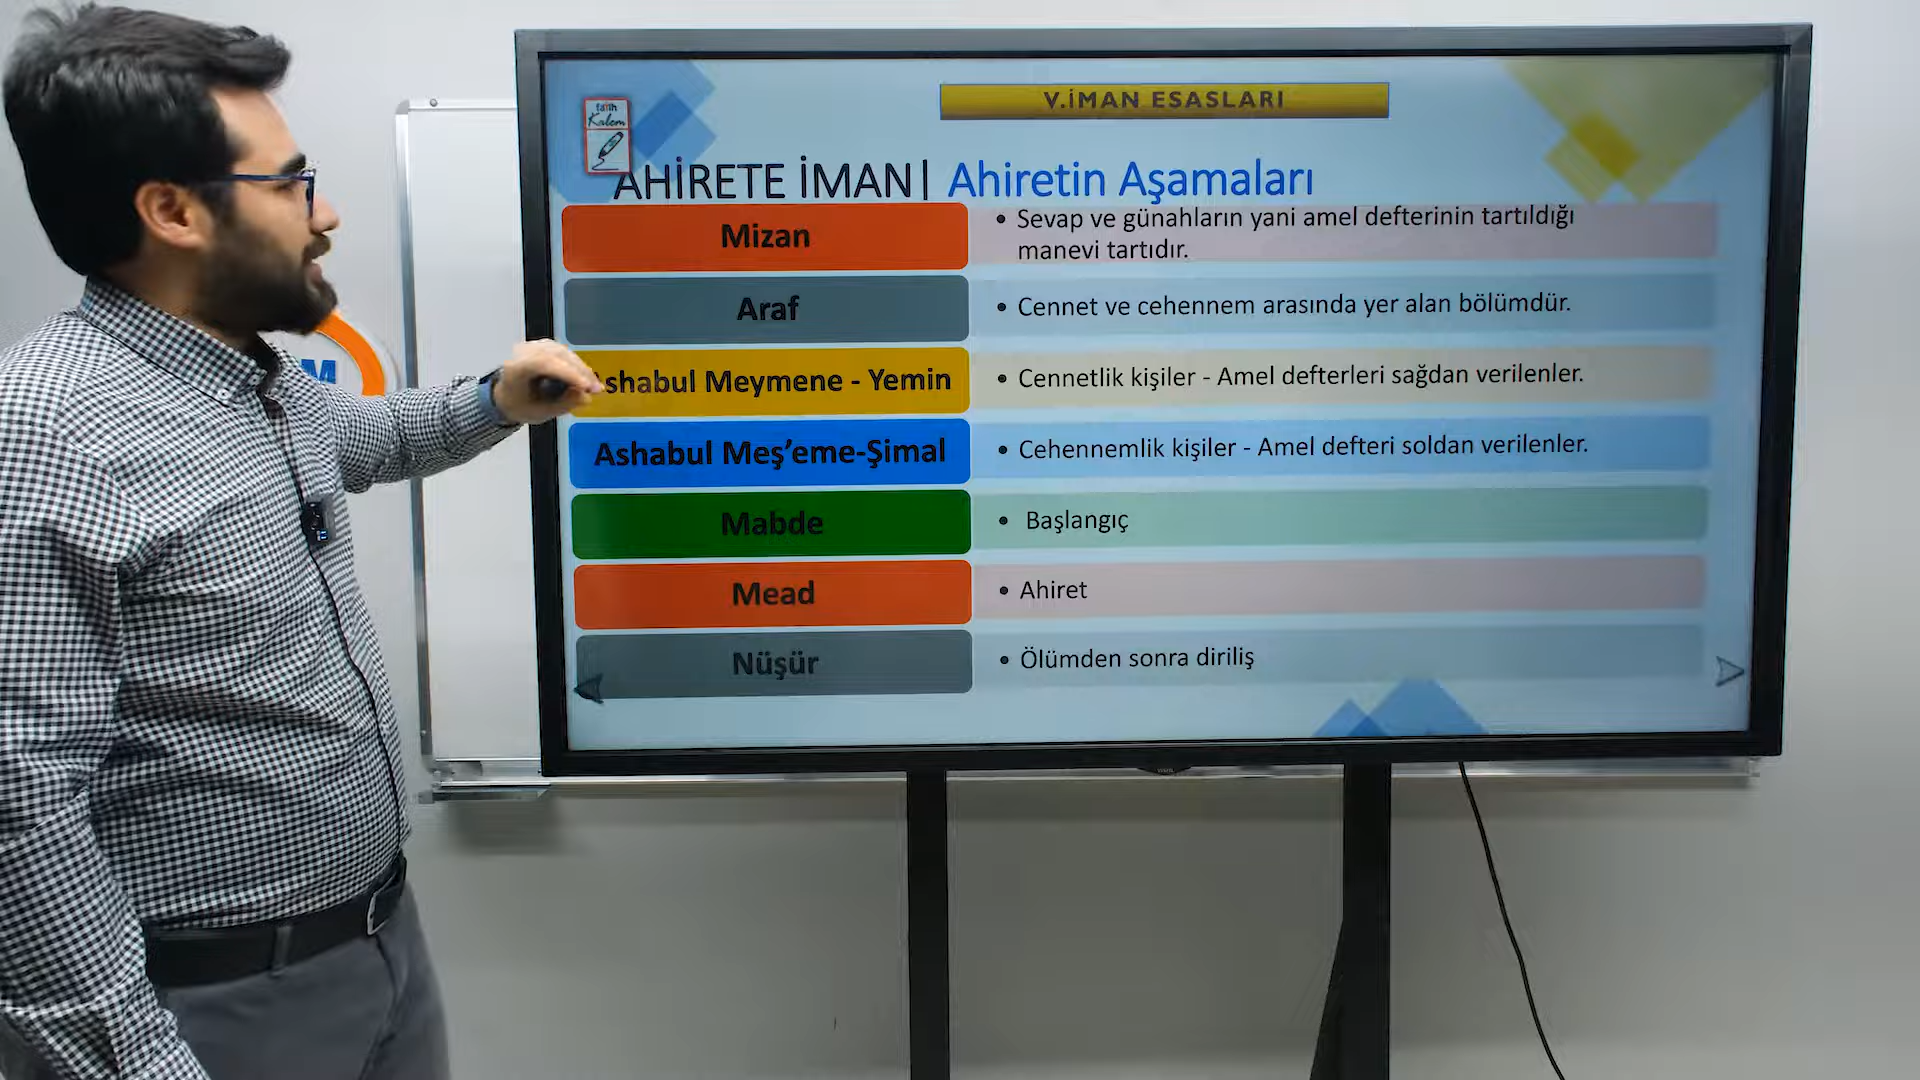 V.İMAN ESASLARI
fatih
Kalem
AHİRETE İMAN| Ahiretin Aşamaları
Mizan
• Sevap ve günahların yani amel defterinin tartıldığı
manevi tartıdır.
Araf
• Cennet ve cehennem arasında yer alan bölümdür.
shabul Meymene - Yemin
• Cennetlik kişiler - Amel defterleri sağdan verilenler.
Ashabul Meş’eme-Şimal
• Cehennemlik kişiler - Amel defteri soldan verilenler.
Mabde
• Başlangıç
Mead
• Ahiret
Nüşür
• Ölümden sonra diriliş
M